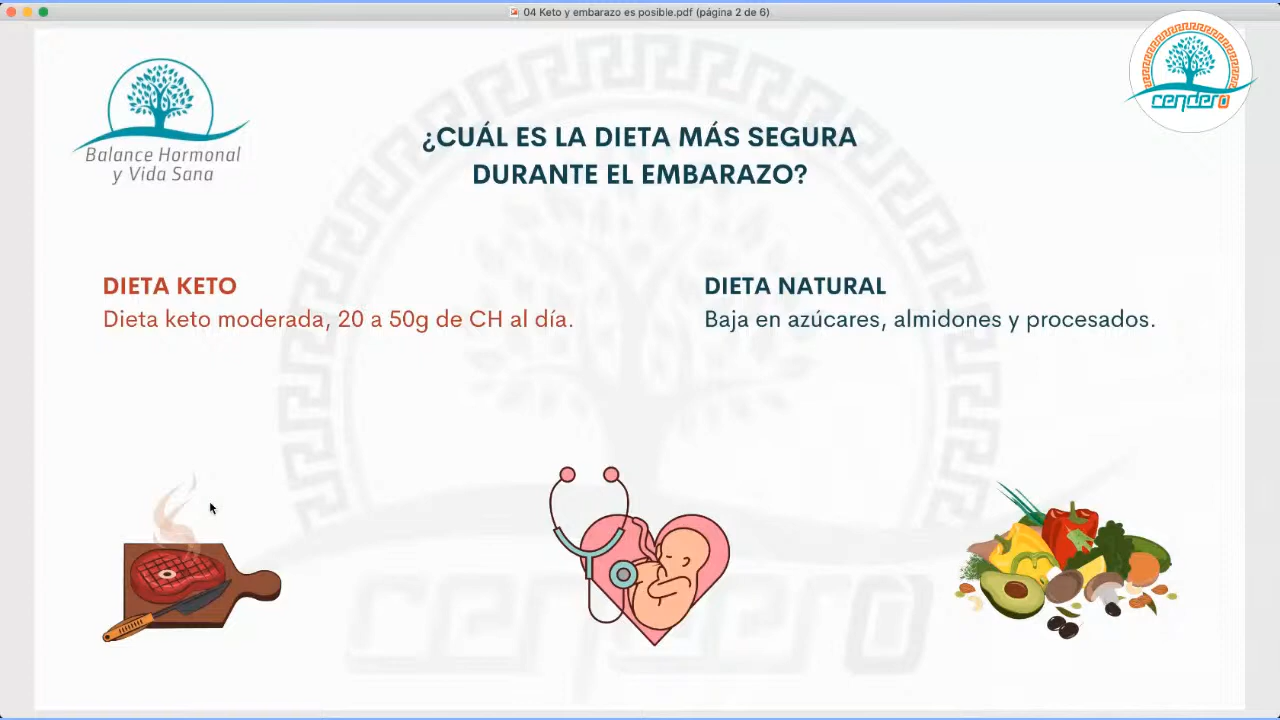 04 Keto y embarazo es posible.pdf (página 2 de 6)
cendero
Balance Hormonal
y Vida Sana
¿CUÁL ES LA DIETA MÁS SEGURA
DURANTE EL EMBARAZO?
DIETA KETO
Dieta keto moderada, 20 a 50g de CH al día.
DIETA NATURAL
Baja en azúcares, almidones y procesados.
cendero